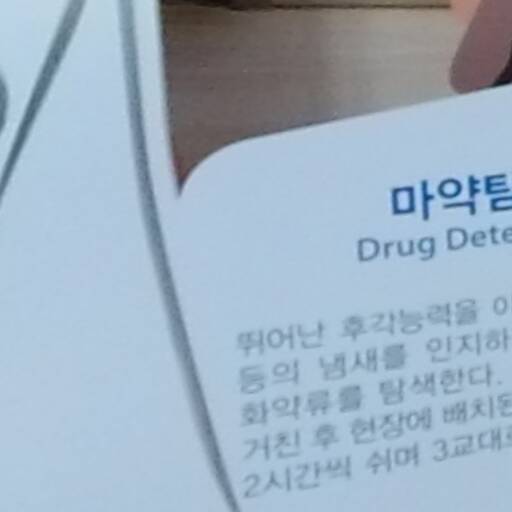 마약탐
Drug Dete
뛰어난 후각능력을 이
등의 냄새를 인지하
화약류를 탐색한다.
거친 후 현장에 배치된
2시간씩 쉬며 3교대로